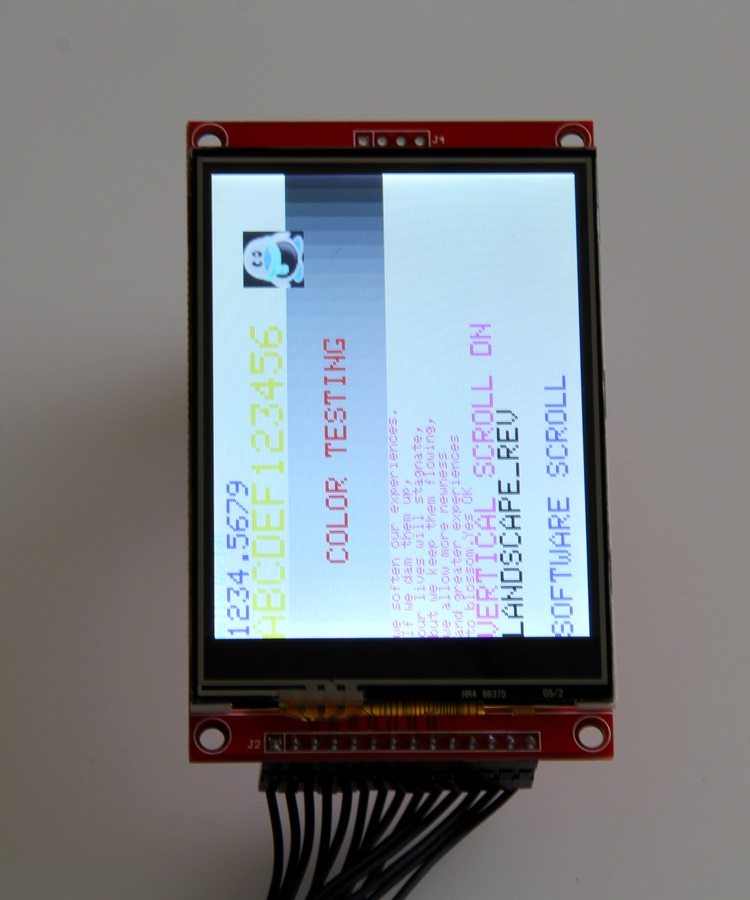 J4
1234.5679
ABCDEF123456
COLOR TESTING
we soften our experiences.
If we dam them up,
our lives will stagnate,
but we keep them flowing,
we allow more newness
and greater experiences
to blossom Yes OK
VERTICAL SCROLL ON
LANDSCAPE_REV
SOFTWARE SCROLL
J2